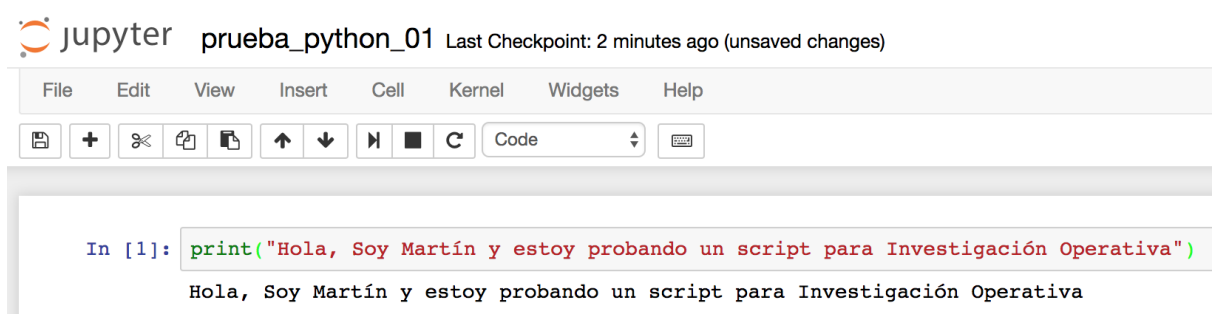 jupyter prueba_python_01 Last Checkpoint: 2 minutes ago (unsaved changes)
File Edit View Insert Cell Kernel Widgets Help
Code
In [1]: print("Hola, Soy Martín y estoy probando un script para Investigación Operativa")
Hola, Soy Martín y estoy probando un script para Investigación Operativa